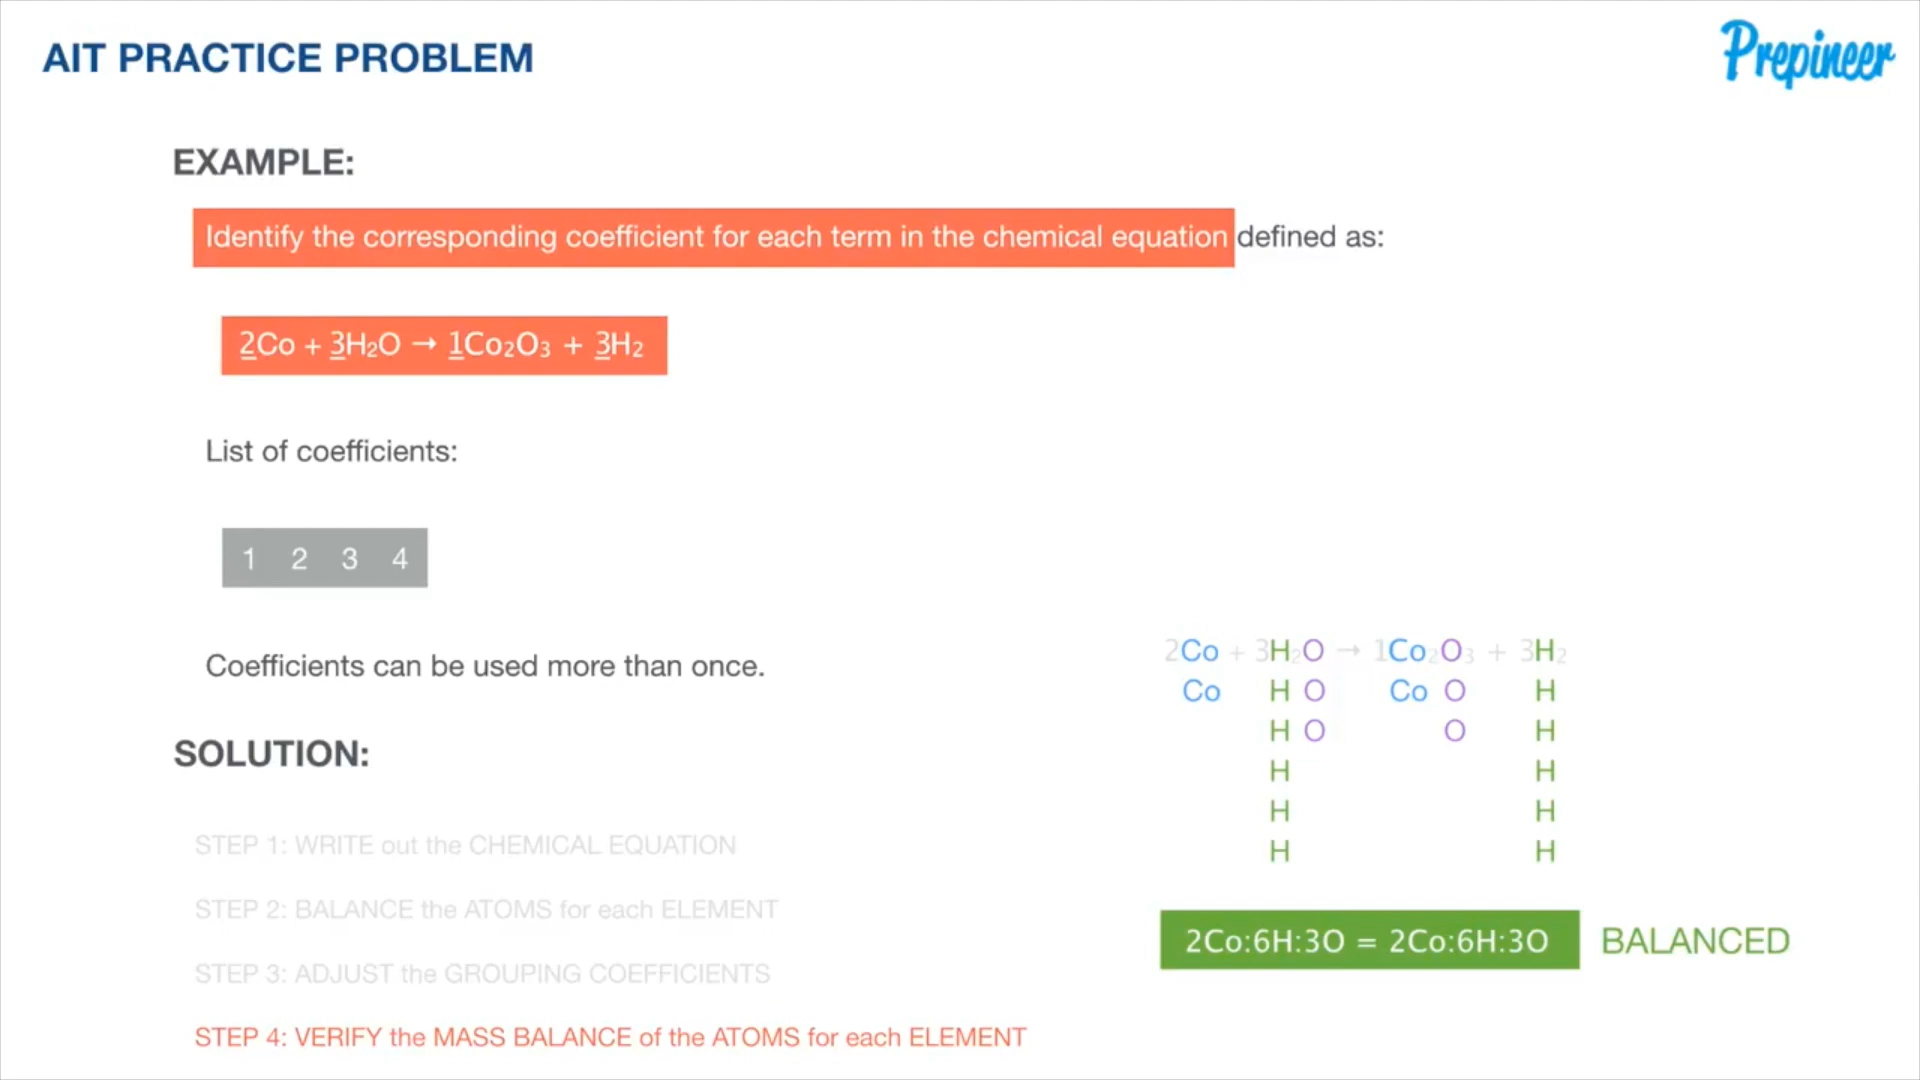 AIT PRACTICE PROBLEM
Prepineer
EXAMPLE:
Identify the corresponding coefficient for each term in the chemical equation defined as:
2Co + 3H₂O → 1Co₂O₃ + 3H₂
List of coefficients:
1 2 3 4
Coefficients can be used more than once.
SOLUTION:
STEP 1: WRITE out the CHEMICAL EQUATION
STEP 2: BALANCE the ATOMS for each ELEMENT
STEP 3: ADJUST the GROUPING COEFFICIENTS
STEP 4: VERIFY the MASS BALANCE of the ATOMS for each ELEMENT
2Co + 3H₂O → 1Co₂O₃ + 3H₂
Co H O Co O H
H O O H
H H
H H
H H
2Co:6H:3O = 2Co:6H:3O BALANCED